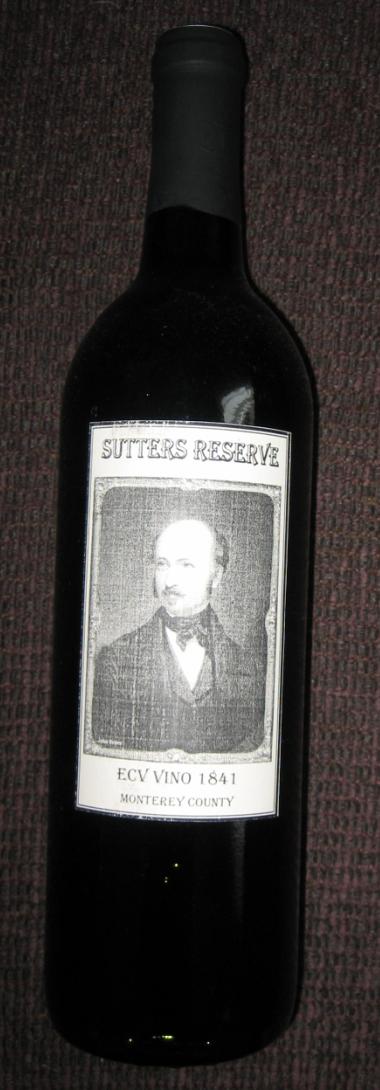 SUTTERS RESERVE
ECV VINO 1841
MONTEREY COUNTY